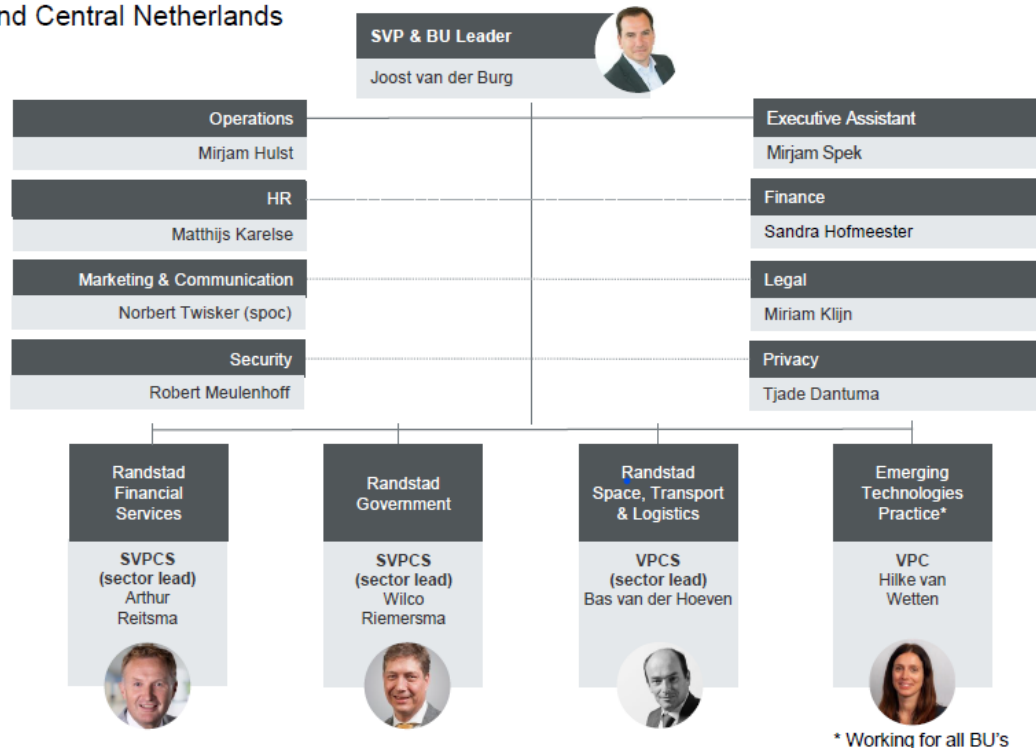 nd Central Netherlands
SVP & BU Leader
Joost van der Burg
Operations
Mirjam Hulst
Executive Assistant
Mirjam Spek
HR
Matthijs Karelse
Finance
Sandra Hofmeester
Marketing & Communication
Norbert Twisker (spoc)
Legal
Miriam Klijn
Security
Robert Meulenhoff
Privacy
Tjade Dantuma
Randstad
Financial
Services
SVPCS
(sector lead)
Arthur
Reitsma
Randstad
Government
SVPCS
(sector lead)
Wilco
Riemersma
Randstad
Space, Transport
& Logistics
VPCS
(sector lead)
Bas van der Hoeven
Emerging
Technologies
Practice*
VPC
Hilke van
Wetten
* Working for all BU's